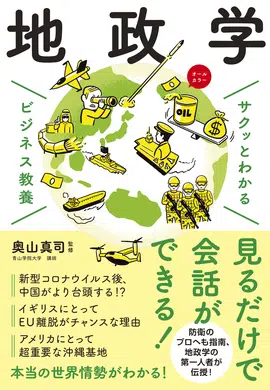 地政学
オール
カラー
サクッとわかる
ビジネス教養
OIL
$
奥山真司 監修
青山学院大学 講師
見るだけで
会話が
できる！
新型コロナウイルス後、
中国がより台頭する!?
イギリスにとって
EU離脱がチャンスな理由
アメリカにとって
超重要な沖縄基地
本当の世界情勢がわかる！
防衛の
プロへも指南、
地政学の
第一人者が
伝授！